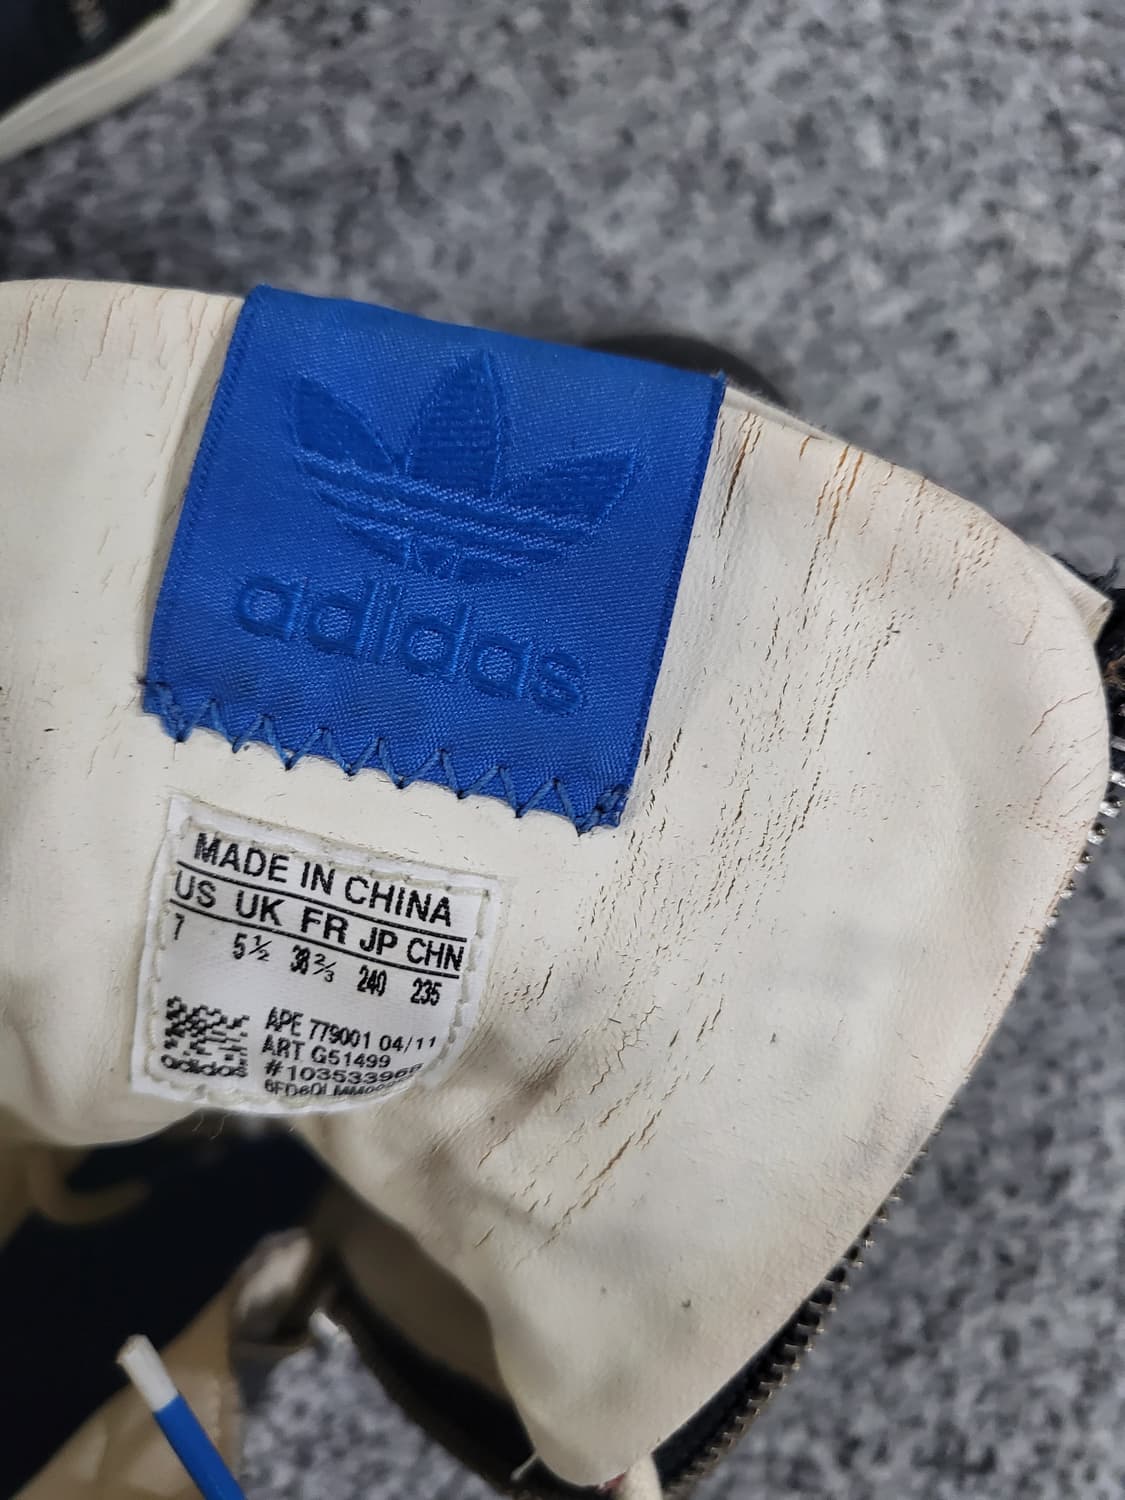 adidas
MADE IN CHINA
US UK FR JP CHN
7 5½ 38⅔ 240 235
APE 779001 04/11
ART G51499
adidas